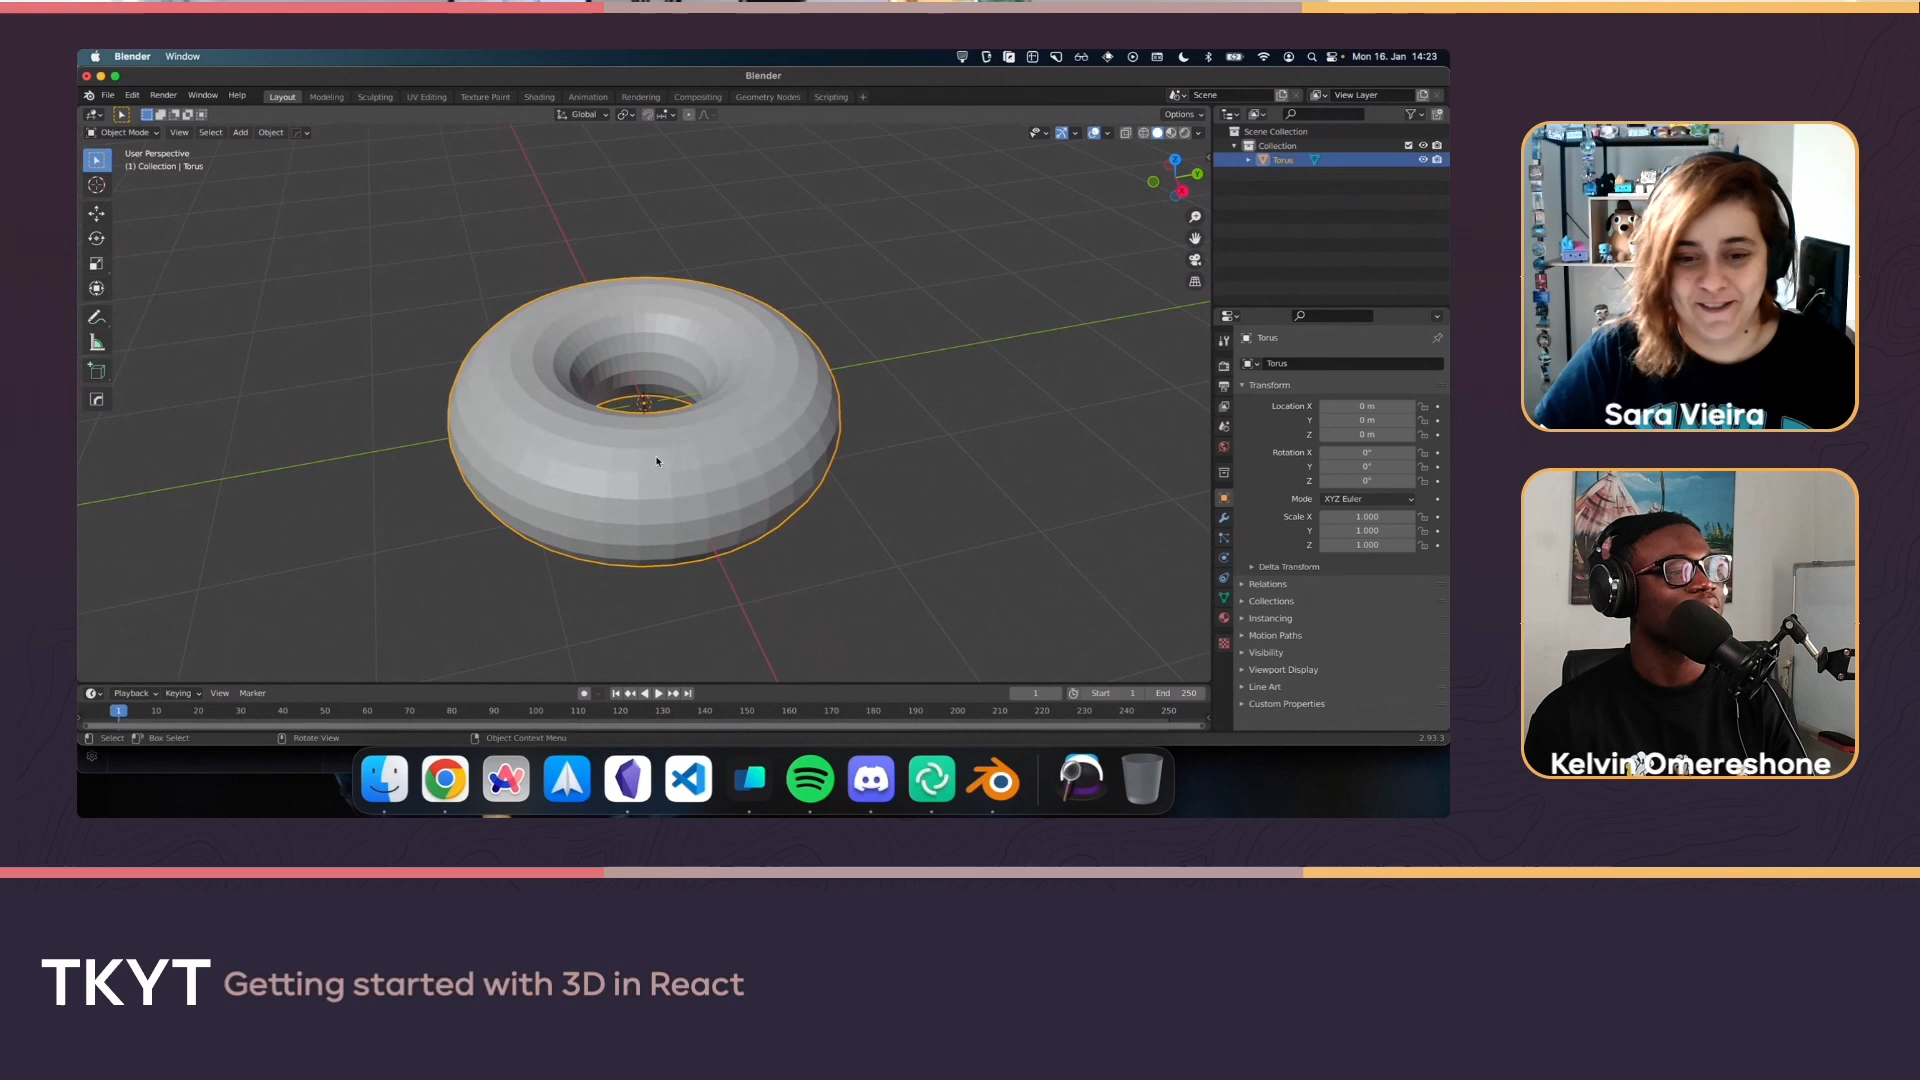 Blender Window Mon 16. Jan 14:23
Blender
File Edit Render Window Help Layout Modeling Sculpting UV Editing Texture Paint Shading Animation Rendering Compositing Geometry Nodes Scripting + Scene View Layer
Global Options
Object Mode View Select Add Object
User Perspective
(1) Collection | Torus
Z
Y
X
Scene Collection
Collection
Torus
Torus
Torus
Transform
Location X 0 m
Y 0 m
Z 0 m
Rotation X 0°
Y 0°
Z 0°
Mode XYZ Euler
Scale X 1.000
Y 1.000
Z 1.000
Delta Transform
Relations
Collections
Instancing
Motion Paths
Visibility
Viewport Display
Line Art
Custom Properties
Playback Keying View Marker 1 Start 1 End 250
1 10 20 30 40 50 60 70 80 90 100 110 120 130 140 150 160 170 180 190 200 210 220 230 240 250
Select Box Select Rotate View Object Context Menu 2.93.3
Sara Vieira
Kelvin Omereshone
TKYT Getting started with 3D in React